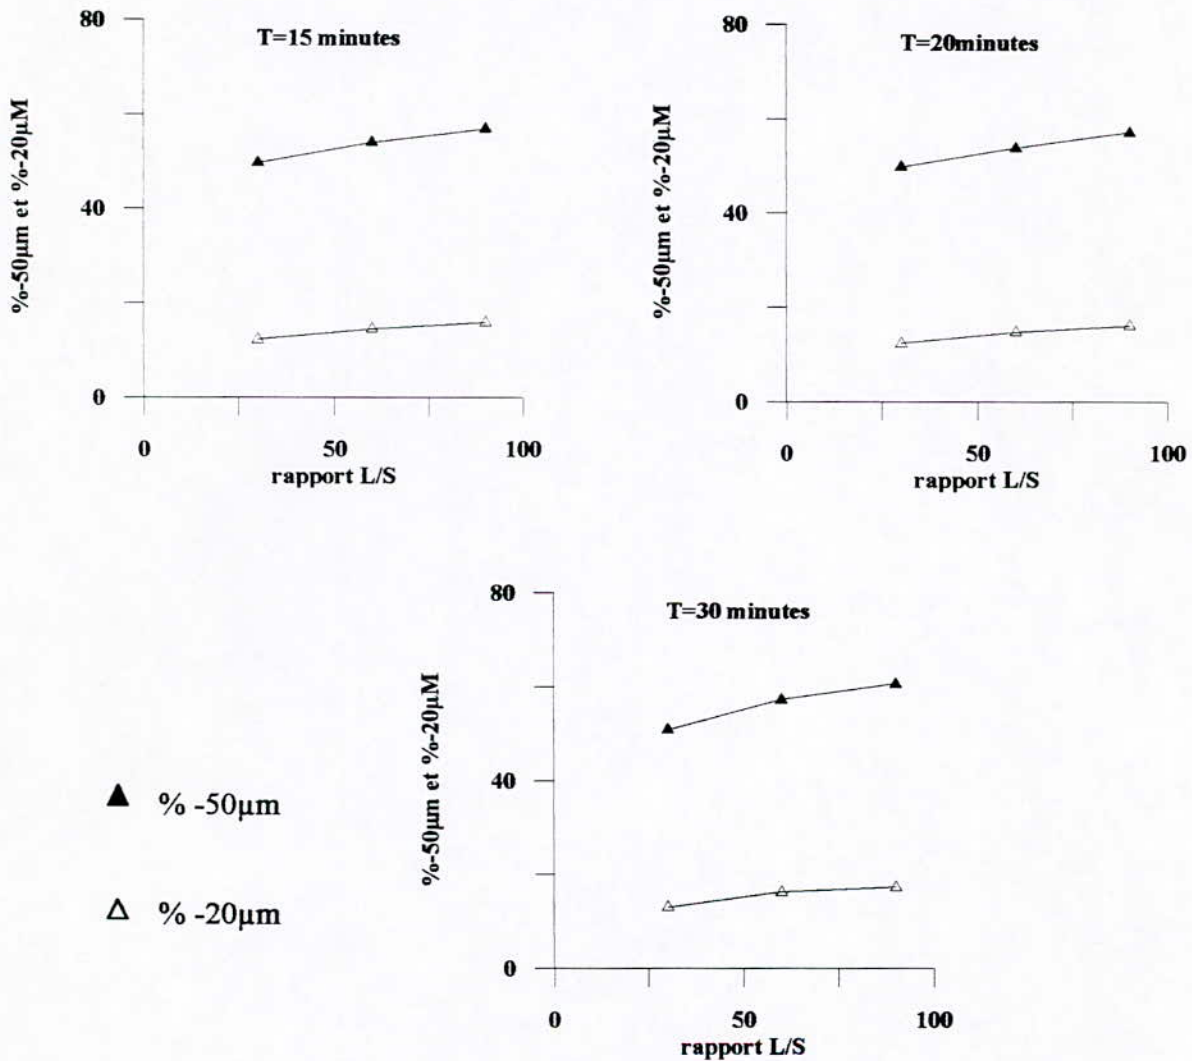 T=15 minutes
80
40
0
%-50µm et %-20µM
0 50 100
rapport L/S
T=20minutes
80
40
0
%-50µm et %-20µM
0 50 100
rapport L/S
T=30 minutes
80
40
0
%-50µm et %-20µM
0 50 100
rapport L/S
% -50µm
% -20µm